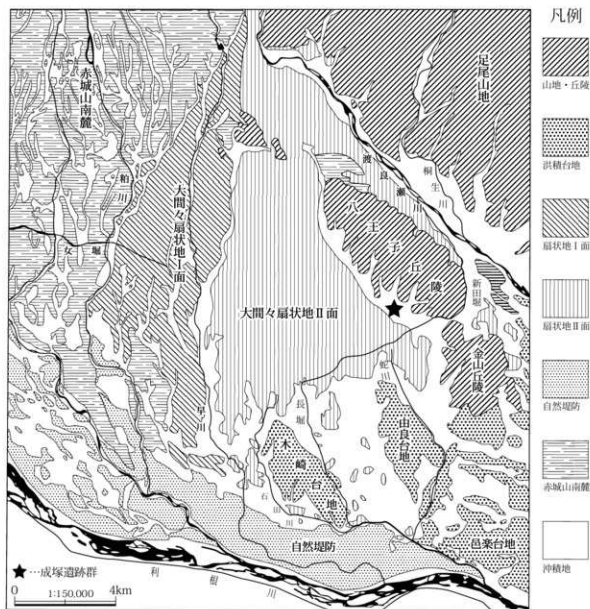 凡例
山地・丘陵
洪積台地
扇状地Ⅰ面
扇状地Ⅱ面
自然堤防
赤城山南麓
沖積地
赤城山南麓
足尾山地
粕川
女堀
大間々扇状地Ⅰ面
渡良瀬川
桐生川
八王子丘陵
大間々扇状地Ⅱ面
新田堀
金山丘陵
早川
長堀
蛇川
木崎台地
由良台地
石田川
自然堤防
邑楽台地
★…成塚遺跡群
利根川
0 1:150,000 4km